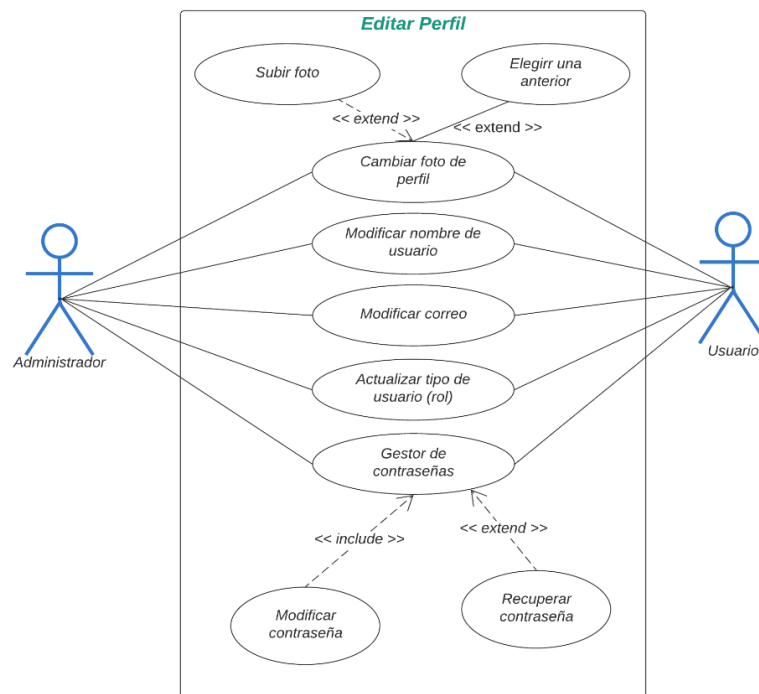 Editar Perfil
Subir foto
Elegirr una
anterior
<< extend >>
<< extend >>
Cambiar foto de
perfil
Modificar nombre de
usuario
Modificar correo
Administrador
Usuario
Actualizar tipo de
usuario (rol)
Gestor de
contraseñas
<< include >>
<< extend >>
Modificar
contraseña
Recuperar
contraseña